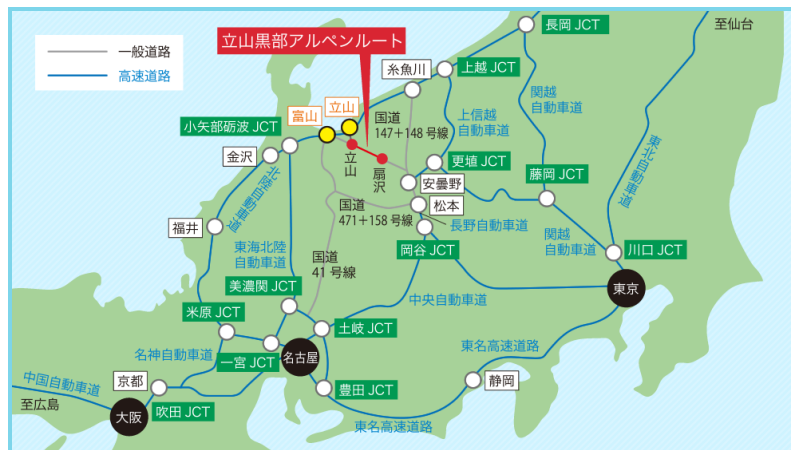 一般道路
高速道路
立山黒部アルペンルート
長岡 JCT
至仙台
糸魚川
上越 JCT
富山
立山
国道
147+148 号線
上信越
自動車道
関越
自動車道
東北自動車道
小矢部砺波 JCT
金沢
北陸自動車道
立山
扇沢
更埴 JCT
安曇野
藤岡 JCT
福井
国道
471+158 号線
松本
長野自動車道
関越
自動車道
川口 JCT
東海北陸
自動車道
国道
41 号線
岡谷 JCT
東京
美濃関 JCT
中央自動車道
米原 JCT
土岐 JCT
名神自動車道
一宮 JCT
名古屋
東名高速道路
中国自動車道
京都
豊田 JCT
静岡
至広島
大阪
吹田 JCT
東名高速道路